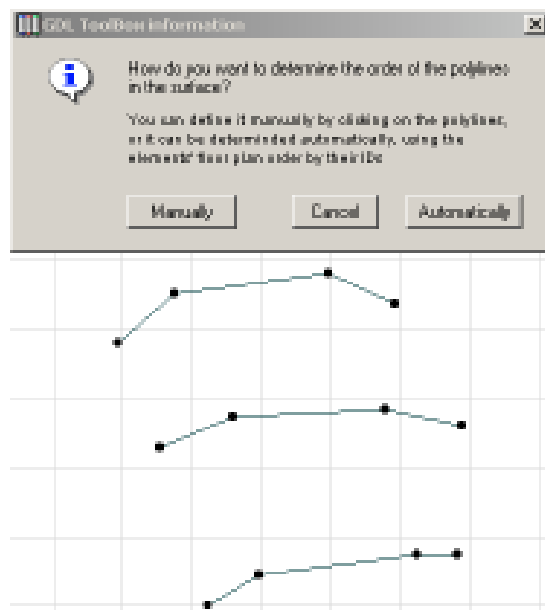 GDL ToolBox information
How do you want to determine the order of the polylines
in the surface?
You can define it manually by clicking on the polylines,
or it can be determinded automatically, using the
elements' floor plan order by their IDs
Manually Cancel Automatically